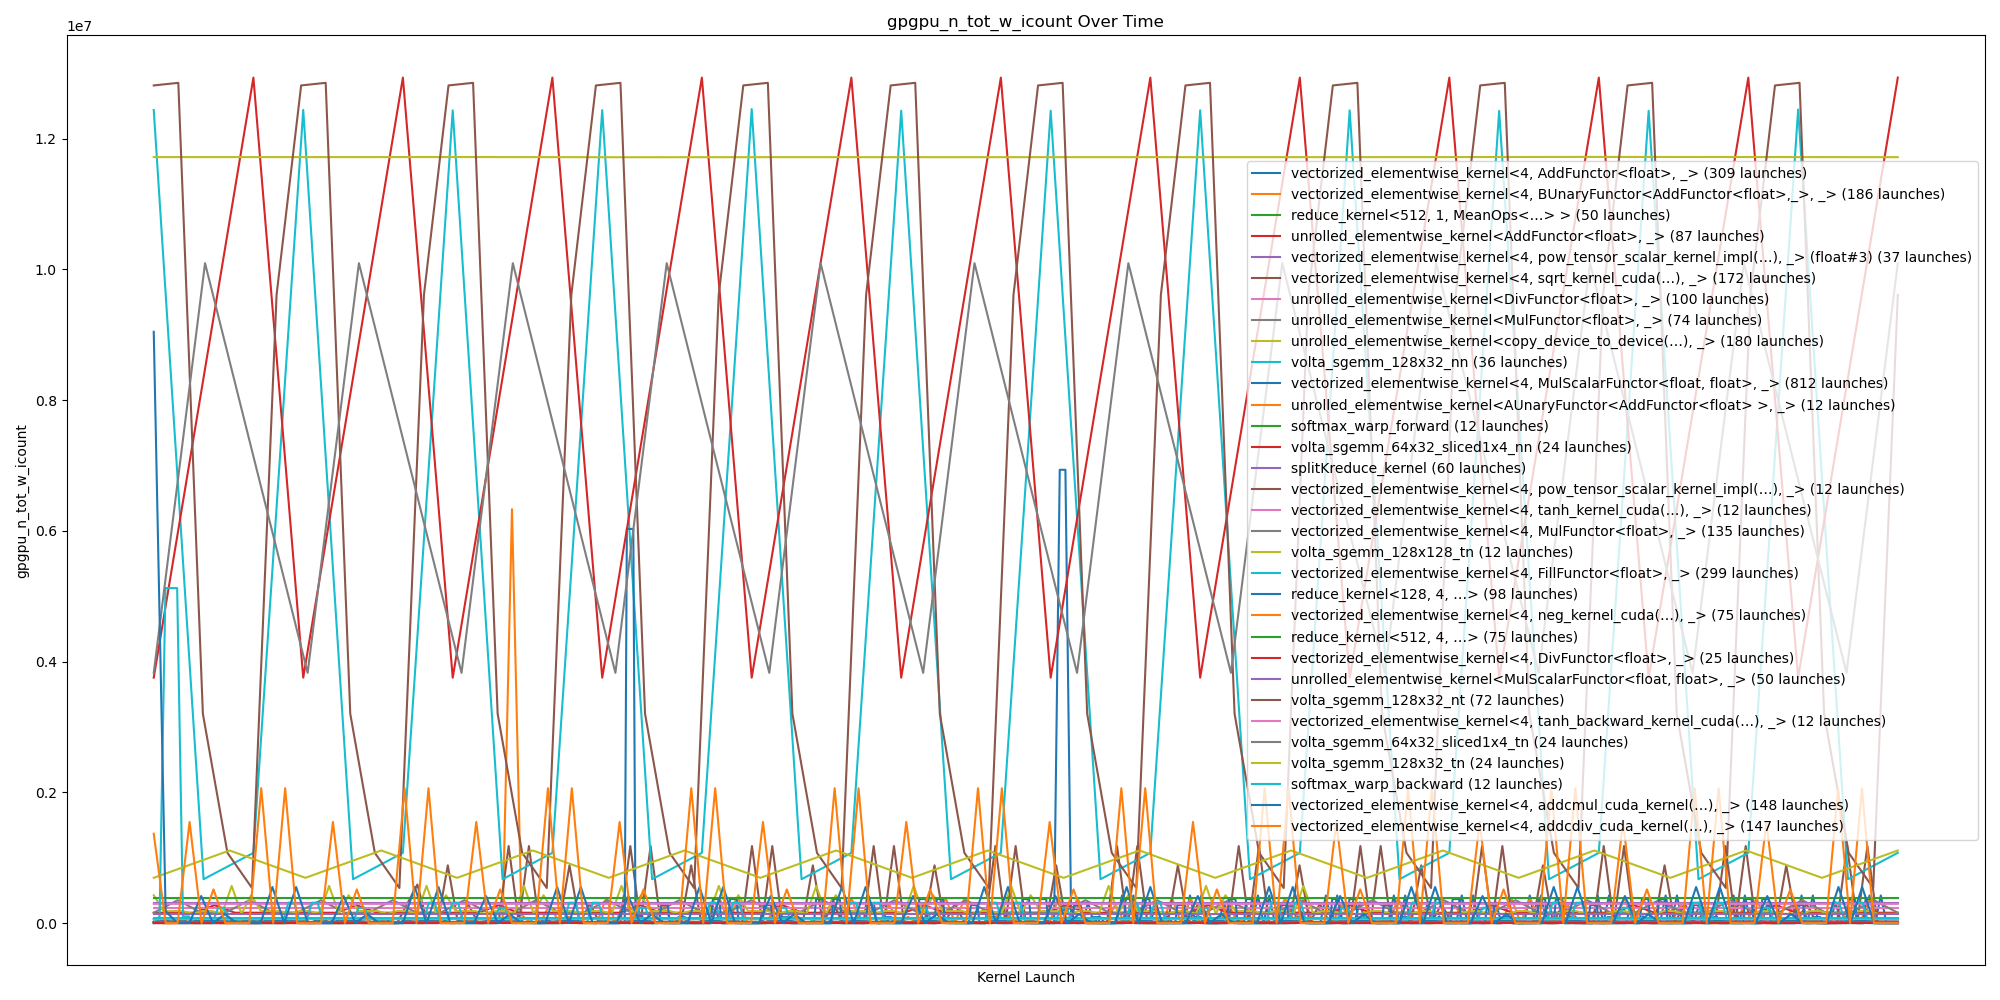 gpgpu_n_tot_w_icount Over Time
1e7
1.2
1.0
0.8
0.6
0.4
0.2
0.0
gpgpu_n_tot_w_icount
Kernel Launch
vectorized_elementwise_kernel<4, AddFunctor<float>, _> (309 launches)
vectorized_elementwise_kernel<4, BUnaryFunctor<AddFunctor<float>,_>, _> (186 launches)
reduce_kernel<512, 1, MeanOps<...> > (50 launches)
unrolled_elementwise_kernel<AddFunctor<float>, _> (87 launches)
vectorized_elementwise_kernel<4, pow_tensor_scalar_kernel_impl(...), _> (float#3) (37 launches)
vectorized_elementwise_kernel<4, sqrt_kernel_cuda(...), _> (172 launches)
unrolled_elementwise_kernel<DivFunctor<float>, _> (100 launches)
unrolled_elementwise_kernel<MulFunctor<float>, _> (74 launches)
unrolled_elementwise_kernel<copy_device_to_device(...), _> (180 launches)
volta_sgemm_128x32_nn (36 launches)
vectorized_elementwise_kernel<4, MulScalarFunctor<float, float>, _> (812 launches)
unrolled_elementwise_kernel<AUnaryFunctor<AddFunctor<float> >, _> (12 launches)
softmax_warp_forward (12 launches)
volta_sgemm_64x32_sliced1x4_nn (24 launches)
splitKreduce_kernel (60 launches)
vectorized_elementwise_kernel<4, pow_tensor_scalar_kernel_impl(...), _> (12 launches)
vectorized_elementwise_kernel<4, tanh_kernel_cuda(...), _> (12 launches)
vectorized_elementwise_kernel<4, MulFunctor<float>, _> (135 launches)
volta_sgemm_128x128_tn (12 launches)
vectorized_elementwise_kernel<4, FillFunctor<float>, _> (299 launches)
reduce_kernel<128, 4, ...> (98 launches)
vectorized_elementwise_kernel<4, neg_kernel_cuda(...), _> (75 launches)
reduce_kernel<512, 4, ...> (75 launches)
vectorized_elementwise_kernel<4, DivFunctor<float>, _> (25 launches)
unrolled_elementwise_kernel<MulScalarFunctor<float, float>, _> (50 launches)
volta_sgemm_128x32_nt (72 launches)
vectorized_elementwise_kernel<4, tanh_backward_kernel_cuda(...), _> (12 launches)
volta_sgemm_64x32_sliced1x4_tn (24 launches)
volta_sgemm_128x32_tn (24 launches)
softmax_warp_backward (12 launches)
vectorized_elementwise_kernel<4, addcmul_cuda_kernel(...), _> (148 launches)
vectorized_elementwise_kernel<4, addcdiv_cuda_kernel(...), _> (147 launches)